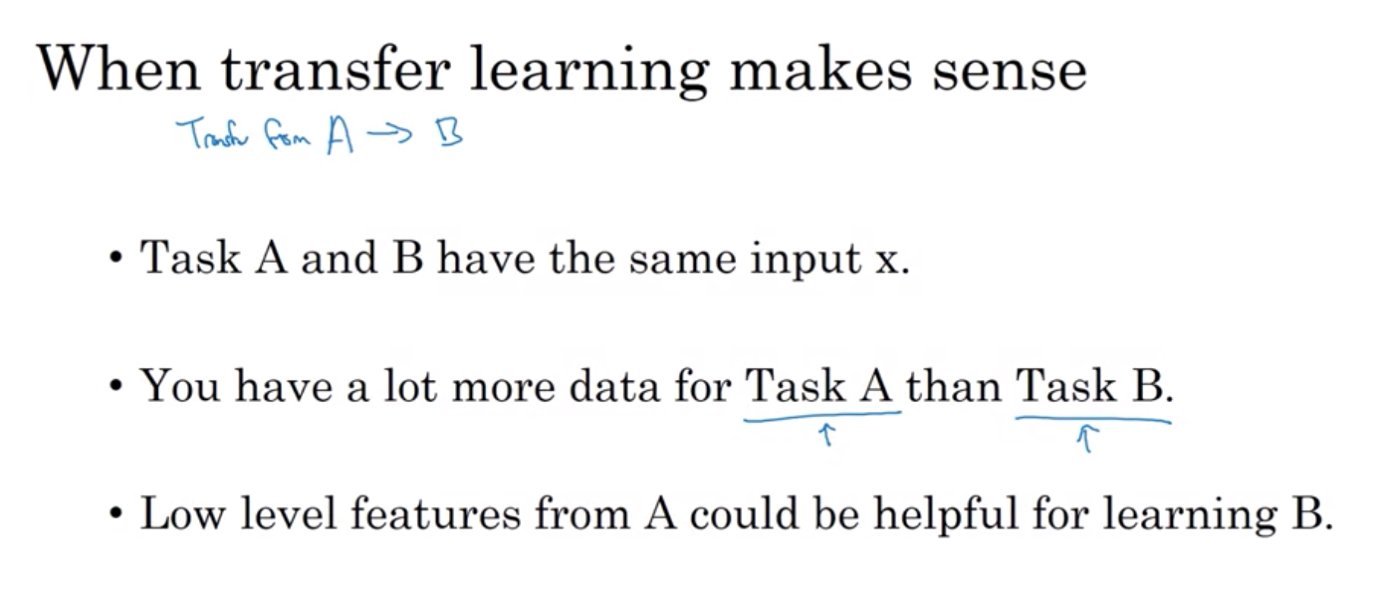 When transfer learning makes sense
Transfer from A → B
• Task A and B have the same input x.
• You have a lot more data for Task A than Task B.
↑ ↑
• Low level features from A could be helpful for learning B.